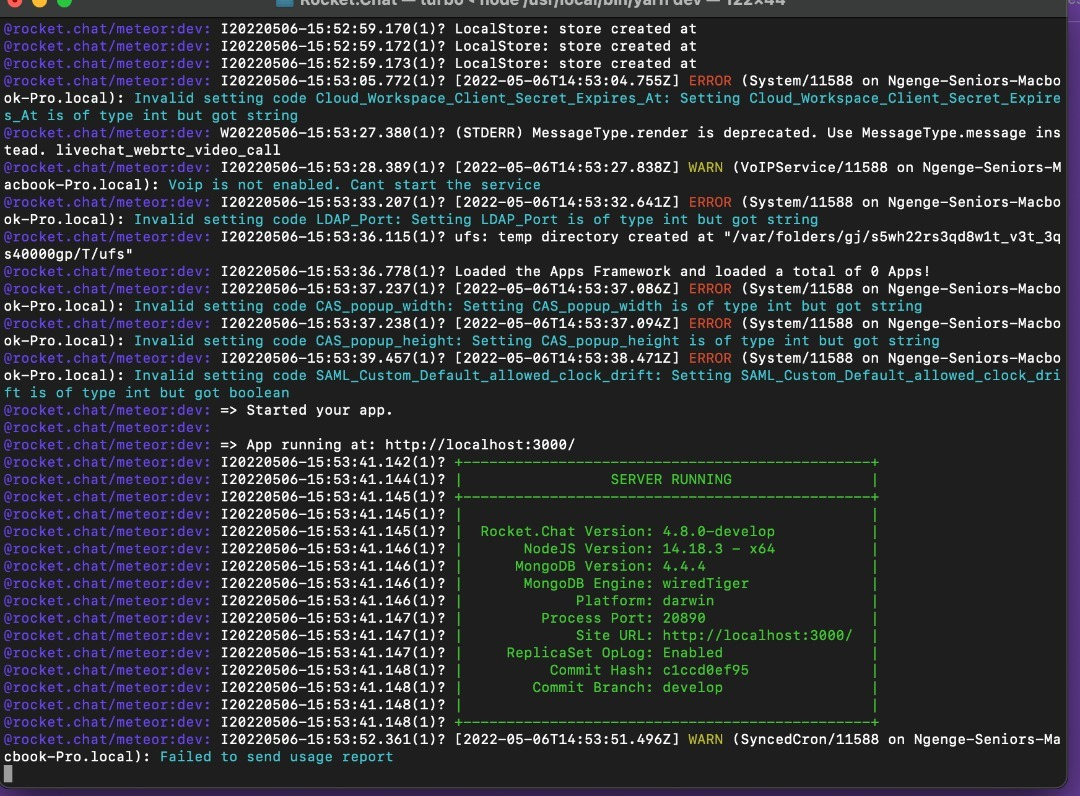 Rocket.Chat — turbo ◂ node /usr/local/bin/yarn dev — 122×44
@rocket.chat/meteor:dev: I20220506-15:52:59.170(1)? LocalStore: store created at
@rocket.chat/meteor:dev: I20220506-15:52:59.172(1)? LocalStore: store created at
@rocket.chat/meteor:dev: I20220506-15:52:59.173(1)? LocalStore: store created at
@rocket.chat/meteor:dev: I20220506-15:53:05.772(1)? [2022-05-06T14:53:04.755Z] ERROR (System/11588 on Ngenge-Seniors-Macbo
ok-Pro.local): Invalid setting code Cloud_Workspace_Client_Secret_Expires_At: Setting Cloud_Workspace_Client_Secret_Expire
s_At is of type int but got string
@rocket.chat/meteor:dev: W20220506-15:53:27.380(1)? (STDERR) MessageType.render is deprecated. Use MessageType.message ins
tead. livechat_webrtc_video_call
@rocket.chat/meteor:dev: I20220506-15:53:28.389(1)? [2022-05-06T14:53:27.838Z] WARN (VoIPService/11588 on Ngenge-Seniors-M
acbook-Pro.local): Voip is not enabled. Cant start the service
@rocket.chat/meteor:dev: I20220506-15:53:33.207(1)? [2022-05-06T14:53:32.641Z] ERROR (System/11588 on Ngenge-Seniors-Macbo
ok-Pro.local): Invalid setting code LDAP_Port: Setting LDAP_Port is of type int but got string
@rocket.chat/meteor:dev: I20220506-15:53:36.115(1)? ufs: temp directory created at "/var/folders/gj/s5wh22rs3qd8w1t_v3t_3q
s40000gp/T/ufs"
@rocket.chat/meteor:dev: I20220506-15:53:36.778(1)? Loaded the Apps Framework and loaded a total of 0 Apps!
@rocket.chat/meteor:dev: I20220506-15:53:37.237(1)? [2022-05-06T14:53:37.086Z] ERROR (System/11588 on Ngenge-Seniors-Macbo
ok-Pro.local): Invalid setting code CAS_popup_width: Setting CAS_popup_width is of type int but got string
@rocket.chat/meteor:dev: I20220506-15:53:37.238(1)? [2022-05-06T14:53:37.094Z] ERROR (System/11588 on Ngenge-Seniors-Macbo
ok-Pro.local): Invalid setting code CAS_popup_height: Setting CAS_popup_height is of type int but got string
@rocket.chat/meteor:dev: I20220506-15:53:39.457(1)? [2022-05-06T14:53:38.471Z] ERROR (System/11588 on Ngenge-Seniors-Macbo
ok-Pro.local): Invalid setting code SAML_Custom_Default_allowed_clock_drift: Setting SAML_Custom_Default_allowed_clock_dri
ft is of type int but got boolean
@rocket.chat/meteor:dev: => Started your app.
@rocket.chat/meteor:dev:
@rocket.chat/meteor:dev: => App running at: http://localhost:3000/
@rocket.chat/meteor:dev: I20220506-15:53:41.142(1)? +-----------------------------------------------+
@rocket.chat/meteor:dev: I20220506-15:53:41.144(1)? |                 SERVER RUNNING                |
@rocket.chat/meteor:dev: I20220506-15:53:41.145(1)? +-----------------------------------------------+
@rocket.chat/meteor:dev: I20220506-15:53:41.145(1)? |                                               |
@rocket.chat/meteor:dev: I20220506-15:53:41.145(1)? |  Rocket.Chat Version: 4.8.0-develop           |
@rocket.chat/meteor:dev: I20220506-15:53:41.146(1)? |       NodeJS Version: 14.18.3 - x64           |
@rocket.chat/meteor:dev: I20220506-15:53:41.146(1)? |      MongoDB Version: 4.4.4                   |
@rocket.chat/meteor:dev: I20220506-15:53:41.146(1)? |       MongoDB Engine: wiredTiger              |
@rocket.chat/meteor:dev: I20220506-15:53:41.146(1)? |             Platform: darwin                  |
@rocket.chat/meteor:dev: I20220506-15:53:41.147(1)? |         Process Port: 20890                   |
@rocket.chat/meteor:dev: I20220506-15:53:41.147(1)? |             Site URL: http://localhost:3000/  |
@rocket.chat/meteor:dev: I20220506-15:53:41.147(1)? |     ReplicaSet OpLog: Enabled                 |
@rocket.chat/meteor:dev: I20220506-15:53:41.148(1)? |          Commit Hash: c1ccd0ef95              |
@rocket.chat/meteor:dev: I20220506-15:53:41.148(1)? |        Commit Branch: develop                 |
@rocket.chat/meteor:dev: I20220506-15:53:41.148(1)? |                                               |
@rocket.chat/meteor:dev: I20220506-15:53:41.148(1)? +-----------------------------------------------+
@rocket.chat/meteor:dev: I20220506-15:53:52.361(1)? [2022-05-06T14:53:51.496Z] WARN (SyncedCron/11588 on Ngenge-Seniors-Ma
cbook-Pro.local): Failed to send usage report